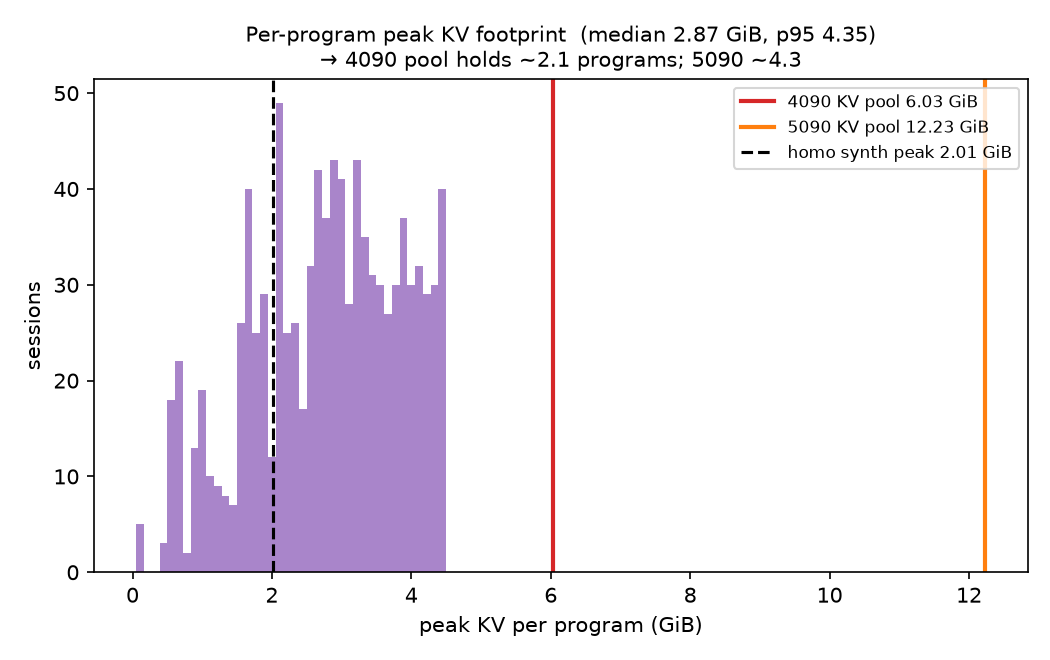 Per-program peak KV footprint  (median 2.87 GiB, p95 4.35)
→ 4090 pool holds ~2.1 programs; 5090 ~4.3
4090 KV pool 6.03 GiB
5090 KV pool 12.23 GiB
homo synth peak 2.01 GiB
50
40
30
20
10
0
sessions
0 2 4 6 8 10 12
peak KV per program (GiB)